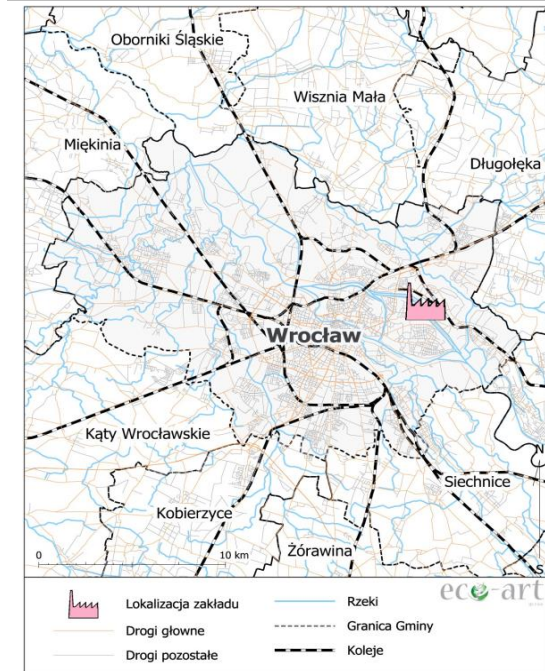 Oborniki Śląskie
Wisznia Mała
Miękinia
Długołęka
Wrocław
Kąty Wrocławskie
Siechnice
Kobierzyce
Żórawina
0 10 km
N
S
eco-art
Lokalizacja zakładu
Rzeki
Drogi głowne
Granica Gminy
Drogi pozostałe
Koleje